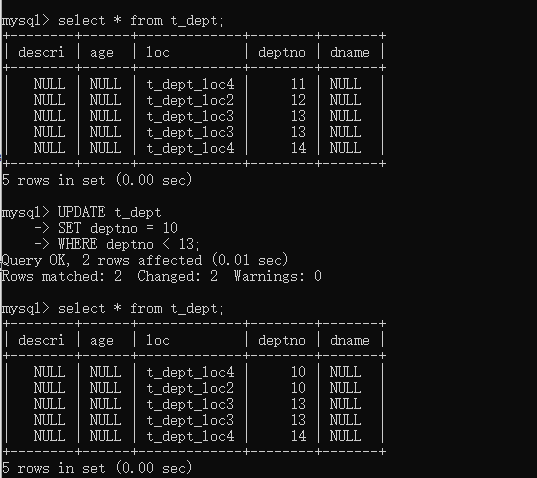 mysql> select * from t_dept;
+--------+------+-------------+--------+-------+
| descri | age  | loc         | deptno | dname |
+--------+------+-------------+--------+-------+
|   NULL | NULL | t_dept_loc4 |     11 | NULL  |
|   NULL | NULL | t_dept_loc2 |     12 | NULL  |
|   NULL | NULL | t_dept_loc3 |     13 | NULL  |
|   NULL | NULL | t_dept_loc3 |     13 | NULL  |
|   NULL | NULL | t_dept_loc4 |     14 | NULL  |
+--------+------+-------------+--------+-------+
5 rows in set (0.00 sec)
mysql> UPDATE t_dept
    -> SET deptno = 10
    -> WHERE deptno < 13;
Query OK, 2 rows affected (0.01 sec)
Rows matched: 2  Changed: 2  Warnings: 0
mysql> select * from t_dept;
+--------+------+-------------+--------+-------+
| descri | age  | loc         | deptno | dname |
+--------+------+-------------+--------+-------+
|   NULL | NULL | t_dept_loc4 |     10 | NULL  |
|   NULL | NULL | t_dept_loc2 |     10 | NULL  |
|   NULL | NULL | t_dept_loc3 |     13 | NULL  |
|   NULL | NULL | t_dept_loc3 |     13 | NULL  |
|   NULL | NULL | t_dept_loc4 |     14 | NULL  |
+--------+------+-------------+--------+-------+
5 rows in set (0.00 sec)